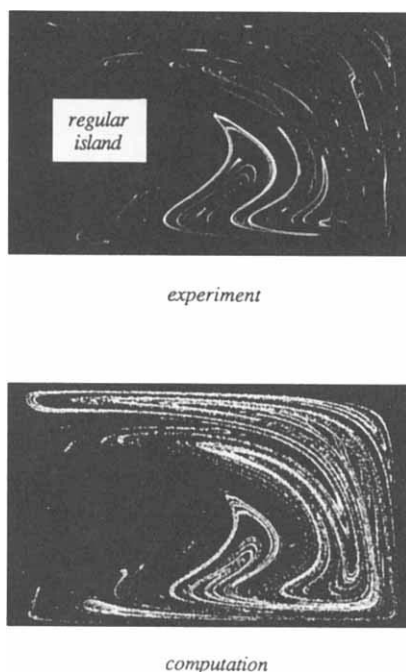 regular
island
experiment
computation